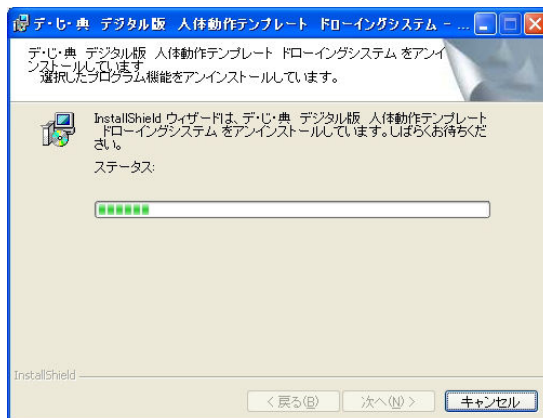 デ・じ・典 デジタル版 人体動作テンプレート ドローイングシステム - ...
デ・じ・典 デジタル版 人体動作テンプレート ドローイングシステム をアンイ
ンストールしています
選択したプログラム機能をアンインストールしています。
InstallShield ウィザードは、デ・じ・典 デジタル版 人体動作テンプレート
ドローイングシステム をアンインストールしています。しばらくお待ちくだ
さい。
ステータス:
InstallShield
< 戻る(B) 次へ(N) > キャンセル